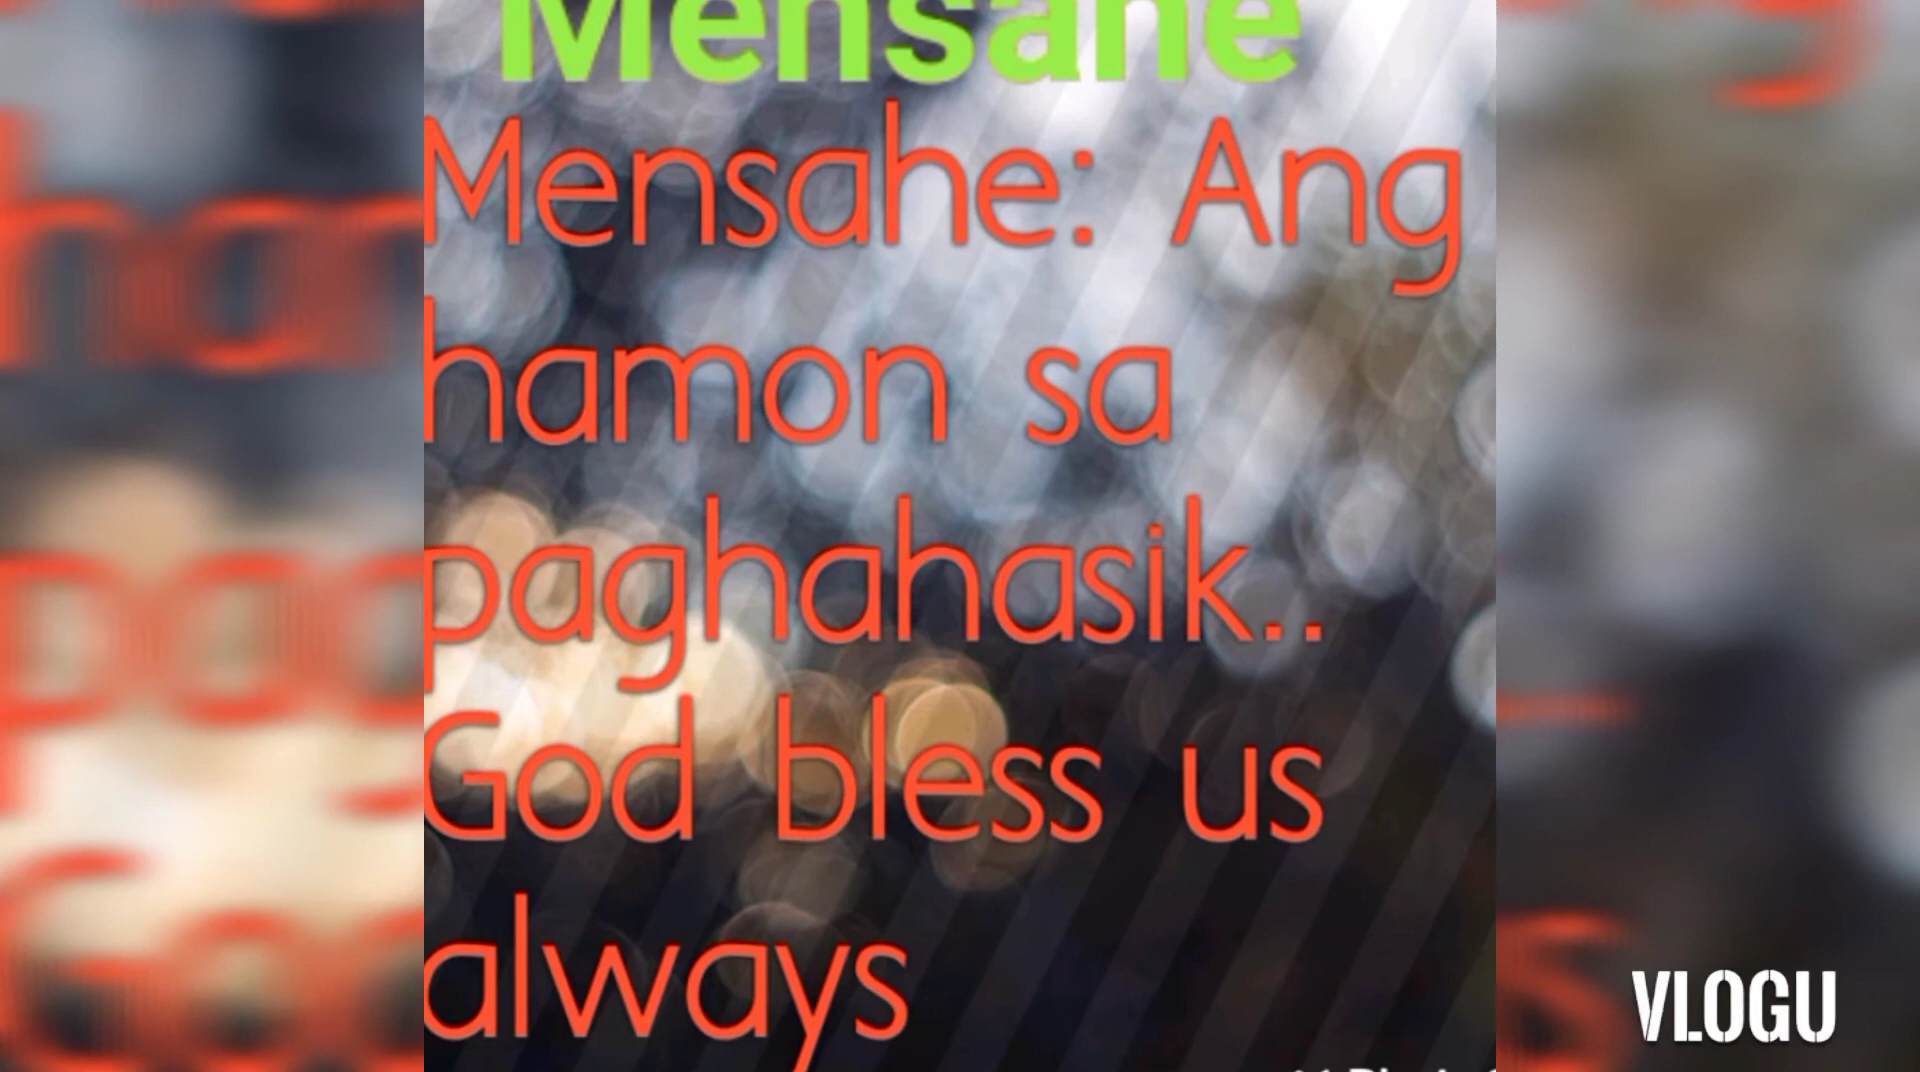 Mensahe
Mensahe: Ang
hamon sa
paghahasik..
God bless us
always
VLOGU